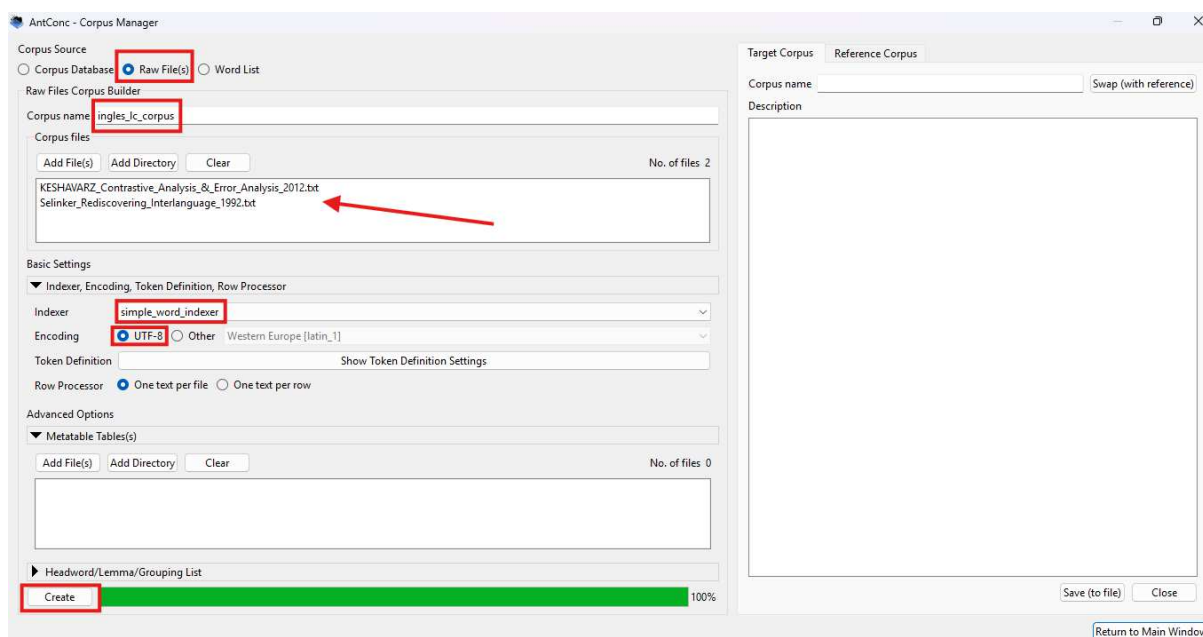 AntConc - Corpus Manager
Corpus Source
Corpus Database Raw File(s) Word List
Raw Files Corpus Builder
Corpus name ingles_lc_corpus
Corpus files
Add File(s) Add Directory Clear No. of files 2
KESHAVARZ_Contrastive_Analysis_&_Error_Analysis_2012.txt
Selinker_Rediscovering_Interlanguage_1992.txt
Basic Settings
Indexer, Encoding, Token Definition, Row Processor
Indexer simple_word_indexer
Encoding UTF-8 Other Western Europe [latin_1]
Token Definition Show Token Definition Settings
Row Processor One text per file One text per row
Advanced Options
Metatable Tables(s)
Add File(s) Add Directory Clear No. of files 0
Headword/Lemma/Grouping List
Create 100%
Target Corpus Reference Corpus
Corpus name Swap (with reference)
Description
Save (to file) Close
Return to Main Window